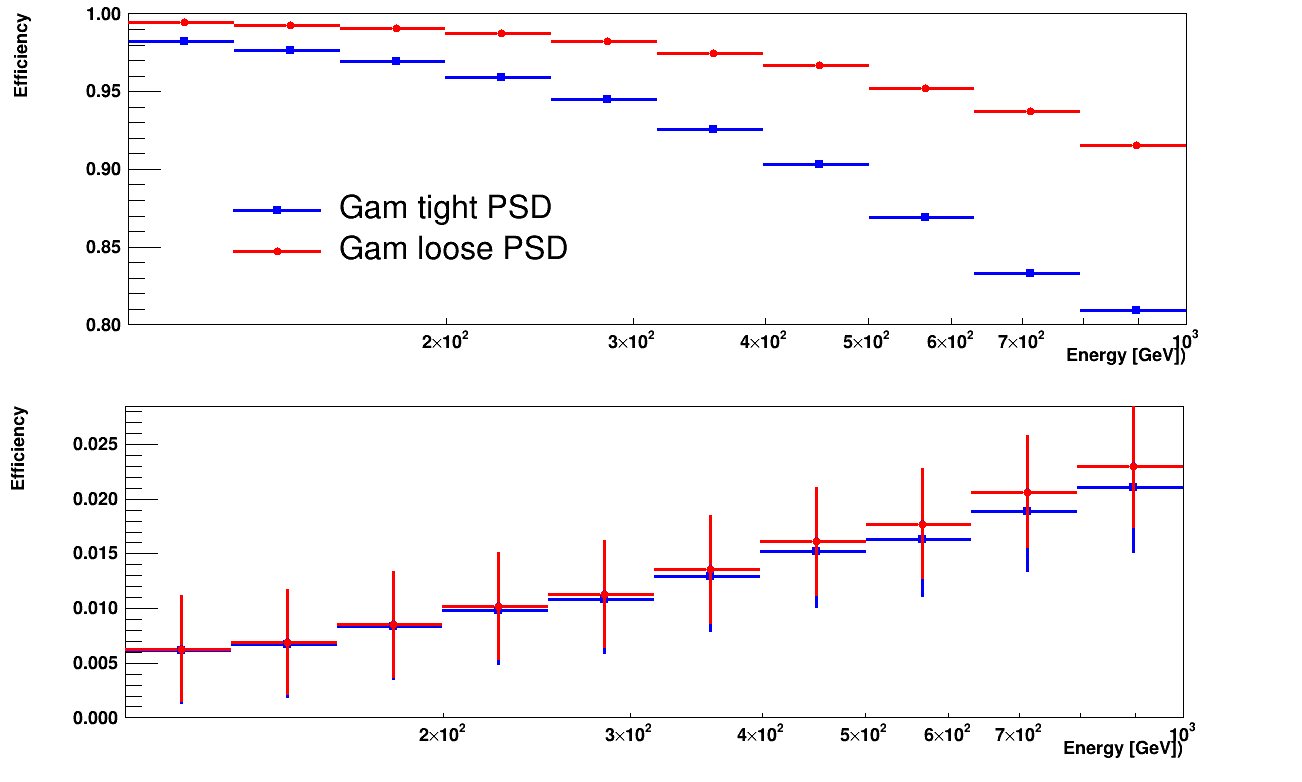 Efficiency
1.00
0.95
0.90
0.85
0.80
Gam tight PSD
Gam loose PSD
2×10² 3×10² 4×10² 5×10² 6×10² 7×10² 10³
Energy [GeV])
Efficiency
0.025
0.020
0.015
0.010
0.005
0.000
2×10² 3×10² 4×10² 5×10² 6×10² 7×10² 10³
Energy [GeV])